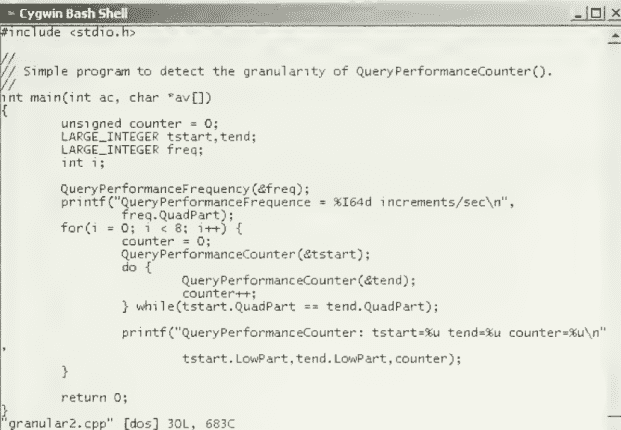 Cygwin Bash Shell
#include <stdio.h>

//
// Simple program to detect the granularity of QueryPerformanceCounter().
//
int main(int ac, char *av[])
{
        unsigned counter = 0;
        LARGE_INTEGER tstart,tend;
        LARGE_INTEGER freq;
        int i;

        QueryPerformanceFrequency(&freq);
        printf("QueryPerformanceFrequence = %I64d increments/sec\n",
                freq.QuadPart);
        for(i = 0; i < 8; i++) {
                counter = 0;
                QueryPerformanceCounter(&tstart);
                do {
                        QueryPerformanceCounter(&tend);
                        counter++;
                } while(tstart.QuadPart == tend.QuadPart);

                printf("QueryPerformanceCounter: tstart=%u tend=%u counter=%u\n"
,
                        tstart.LowPart,tend.LowPart,counter);
        }

        return 0;
}
"granular2.cpp" [dos] 30L, 683C